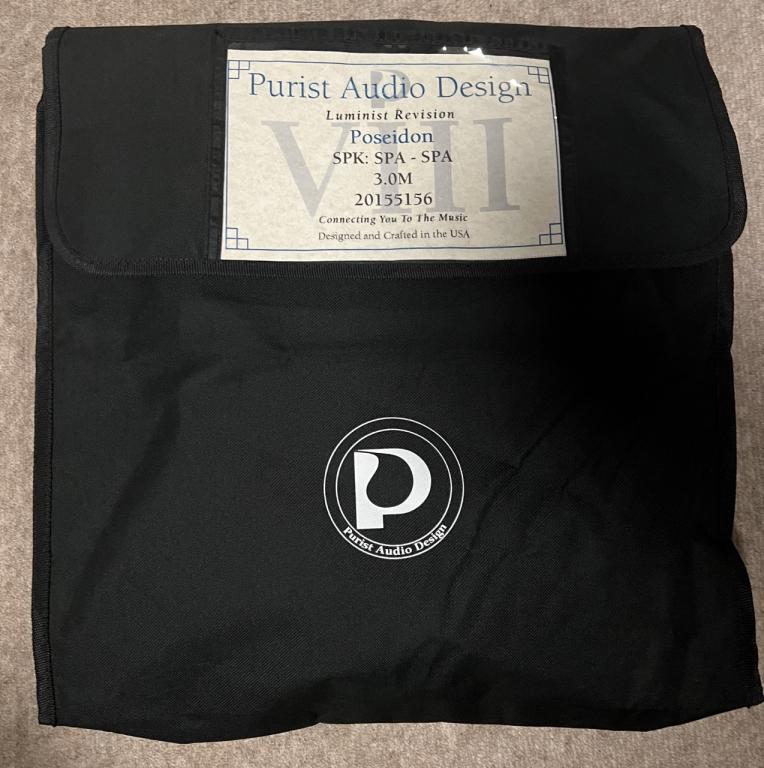 Purist Audio Design
Luminist Revision
VIII
Poseidon
SPK: SPA - SPA
3.0M
20155156
Connecting You To The Music
Designed and Crafted in the USA
P
Purist Audio Design